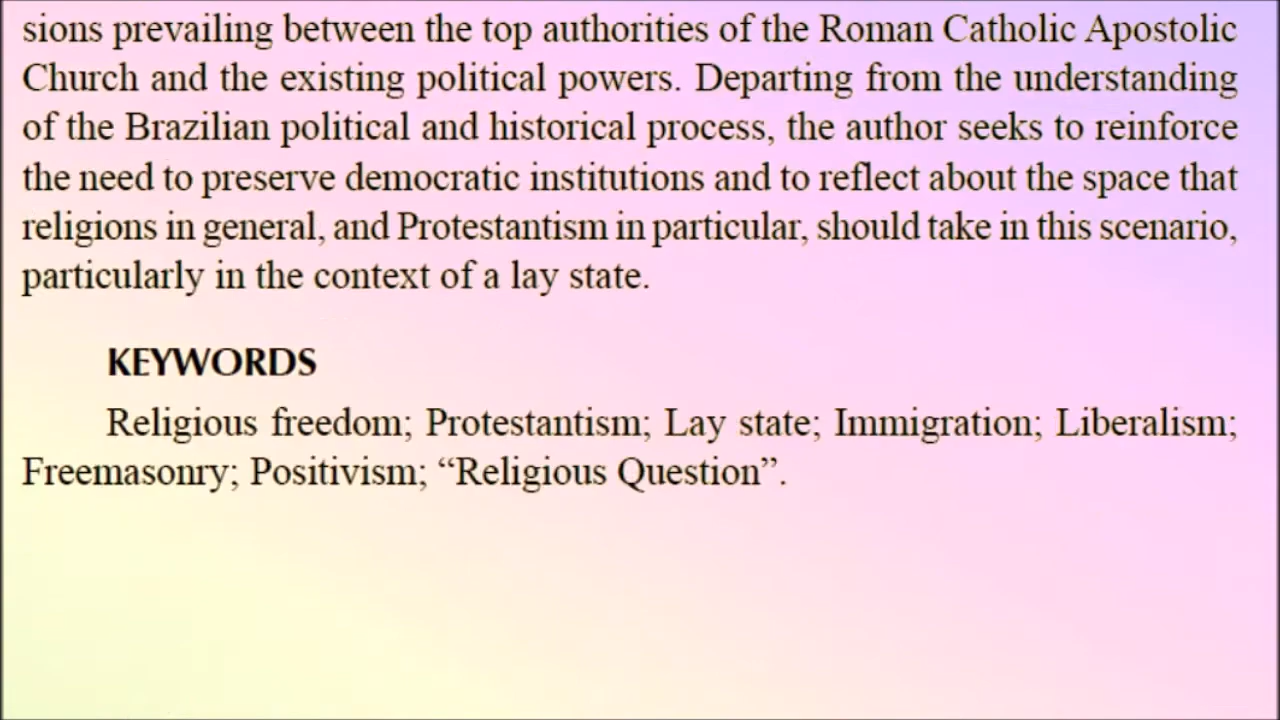 sions prevailing between the top authorities of the Roman Catholic Apostolic
Church and the existing political powers. Departing from the understanding
of the Brazilian political and historical process, the author seeks to reinforce
the need to preserve democratic institutions and to reflect about the space that
religions in general, and Protestantism in particular, should take in this scenario,
particularly in the context of a lay state.
KEYWORDS
Religious freedom; Protestantism; Lay state; Immigration; Liberalism;
Freemasonry; Positivism; “Religious Question”.